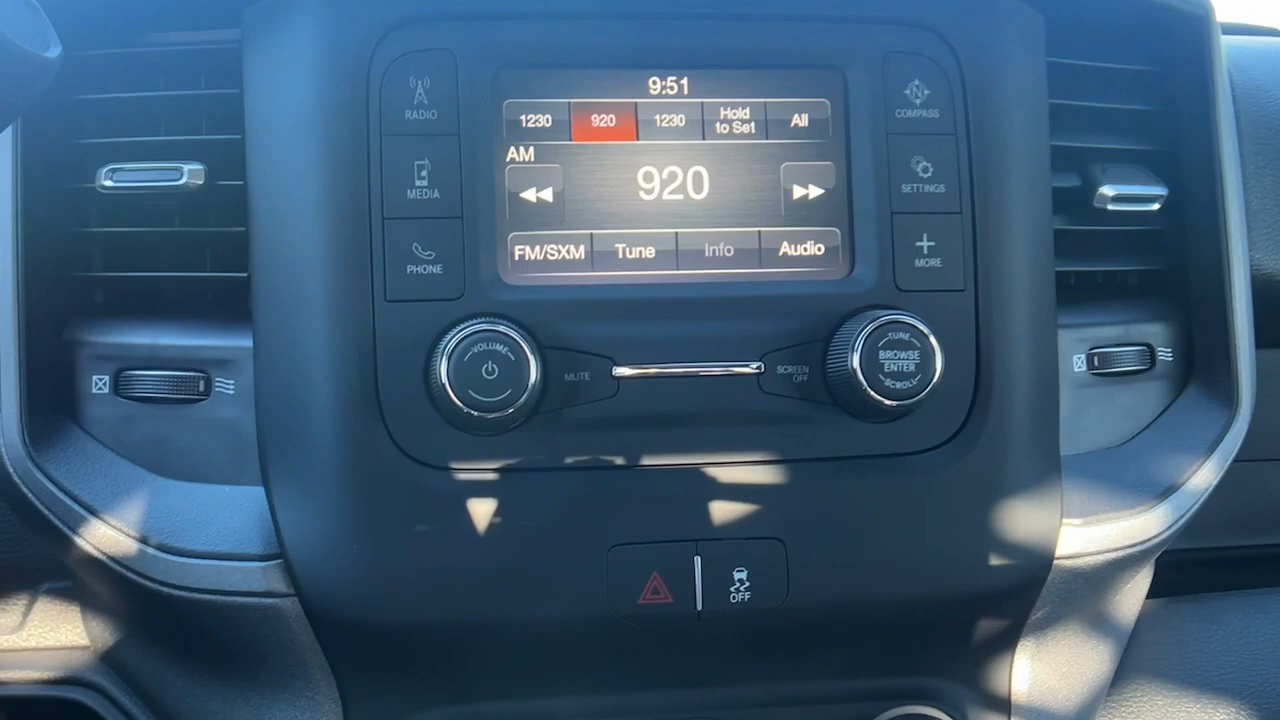 9:51
1230 920 1230 Hold to Set All
AM
920
FM/SXM Tune Info Audio
RADIO
MEDIA
PHONE
N
COMPASS
SETTINGS
MORE
VOLUME
MUTE
SCREEN
OFF
TUNE
BROWSE
ENTER
SCROLL
OFF